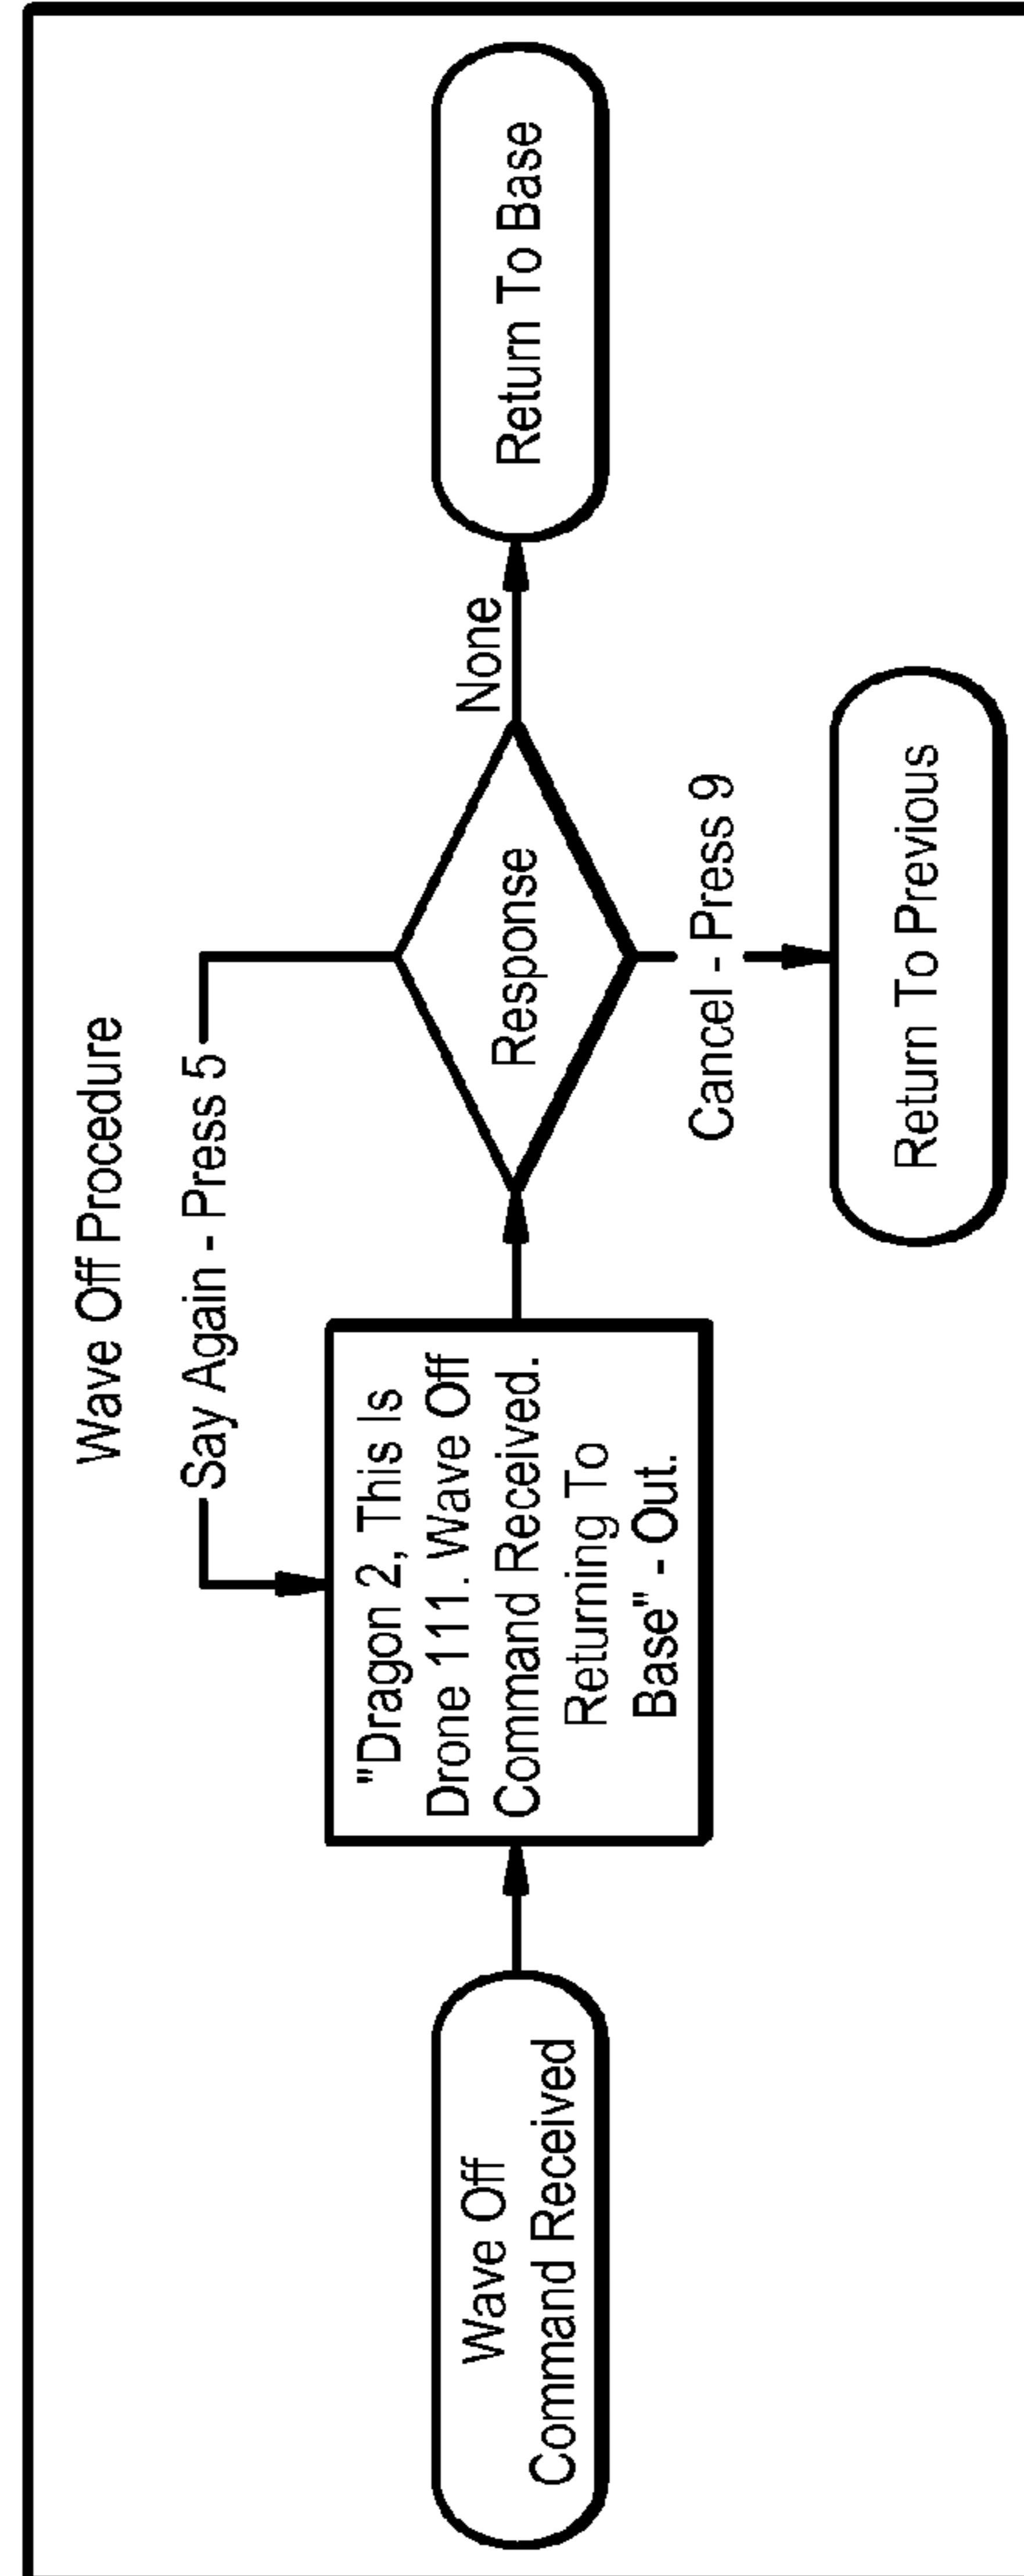 Wave Off Procedure
Say Again - Press 5
Wave Off
Command Received
"Dragon 2, This Is
Drone 111. Wave Off
Command Received.
Returning To
Base" - Out.
Response
None
Return To Base
Cancel - Press 9
Return To Previous